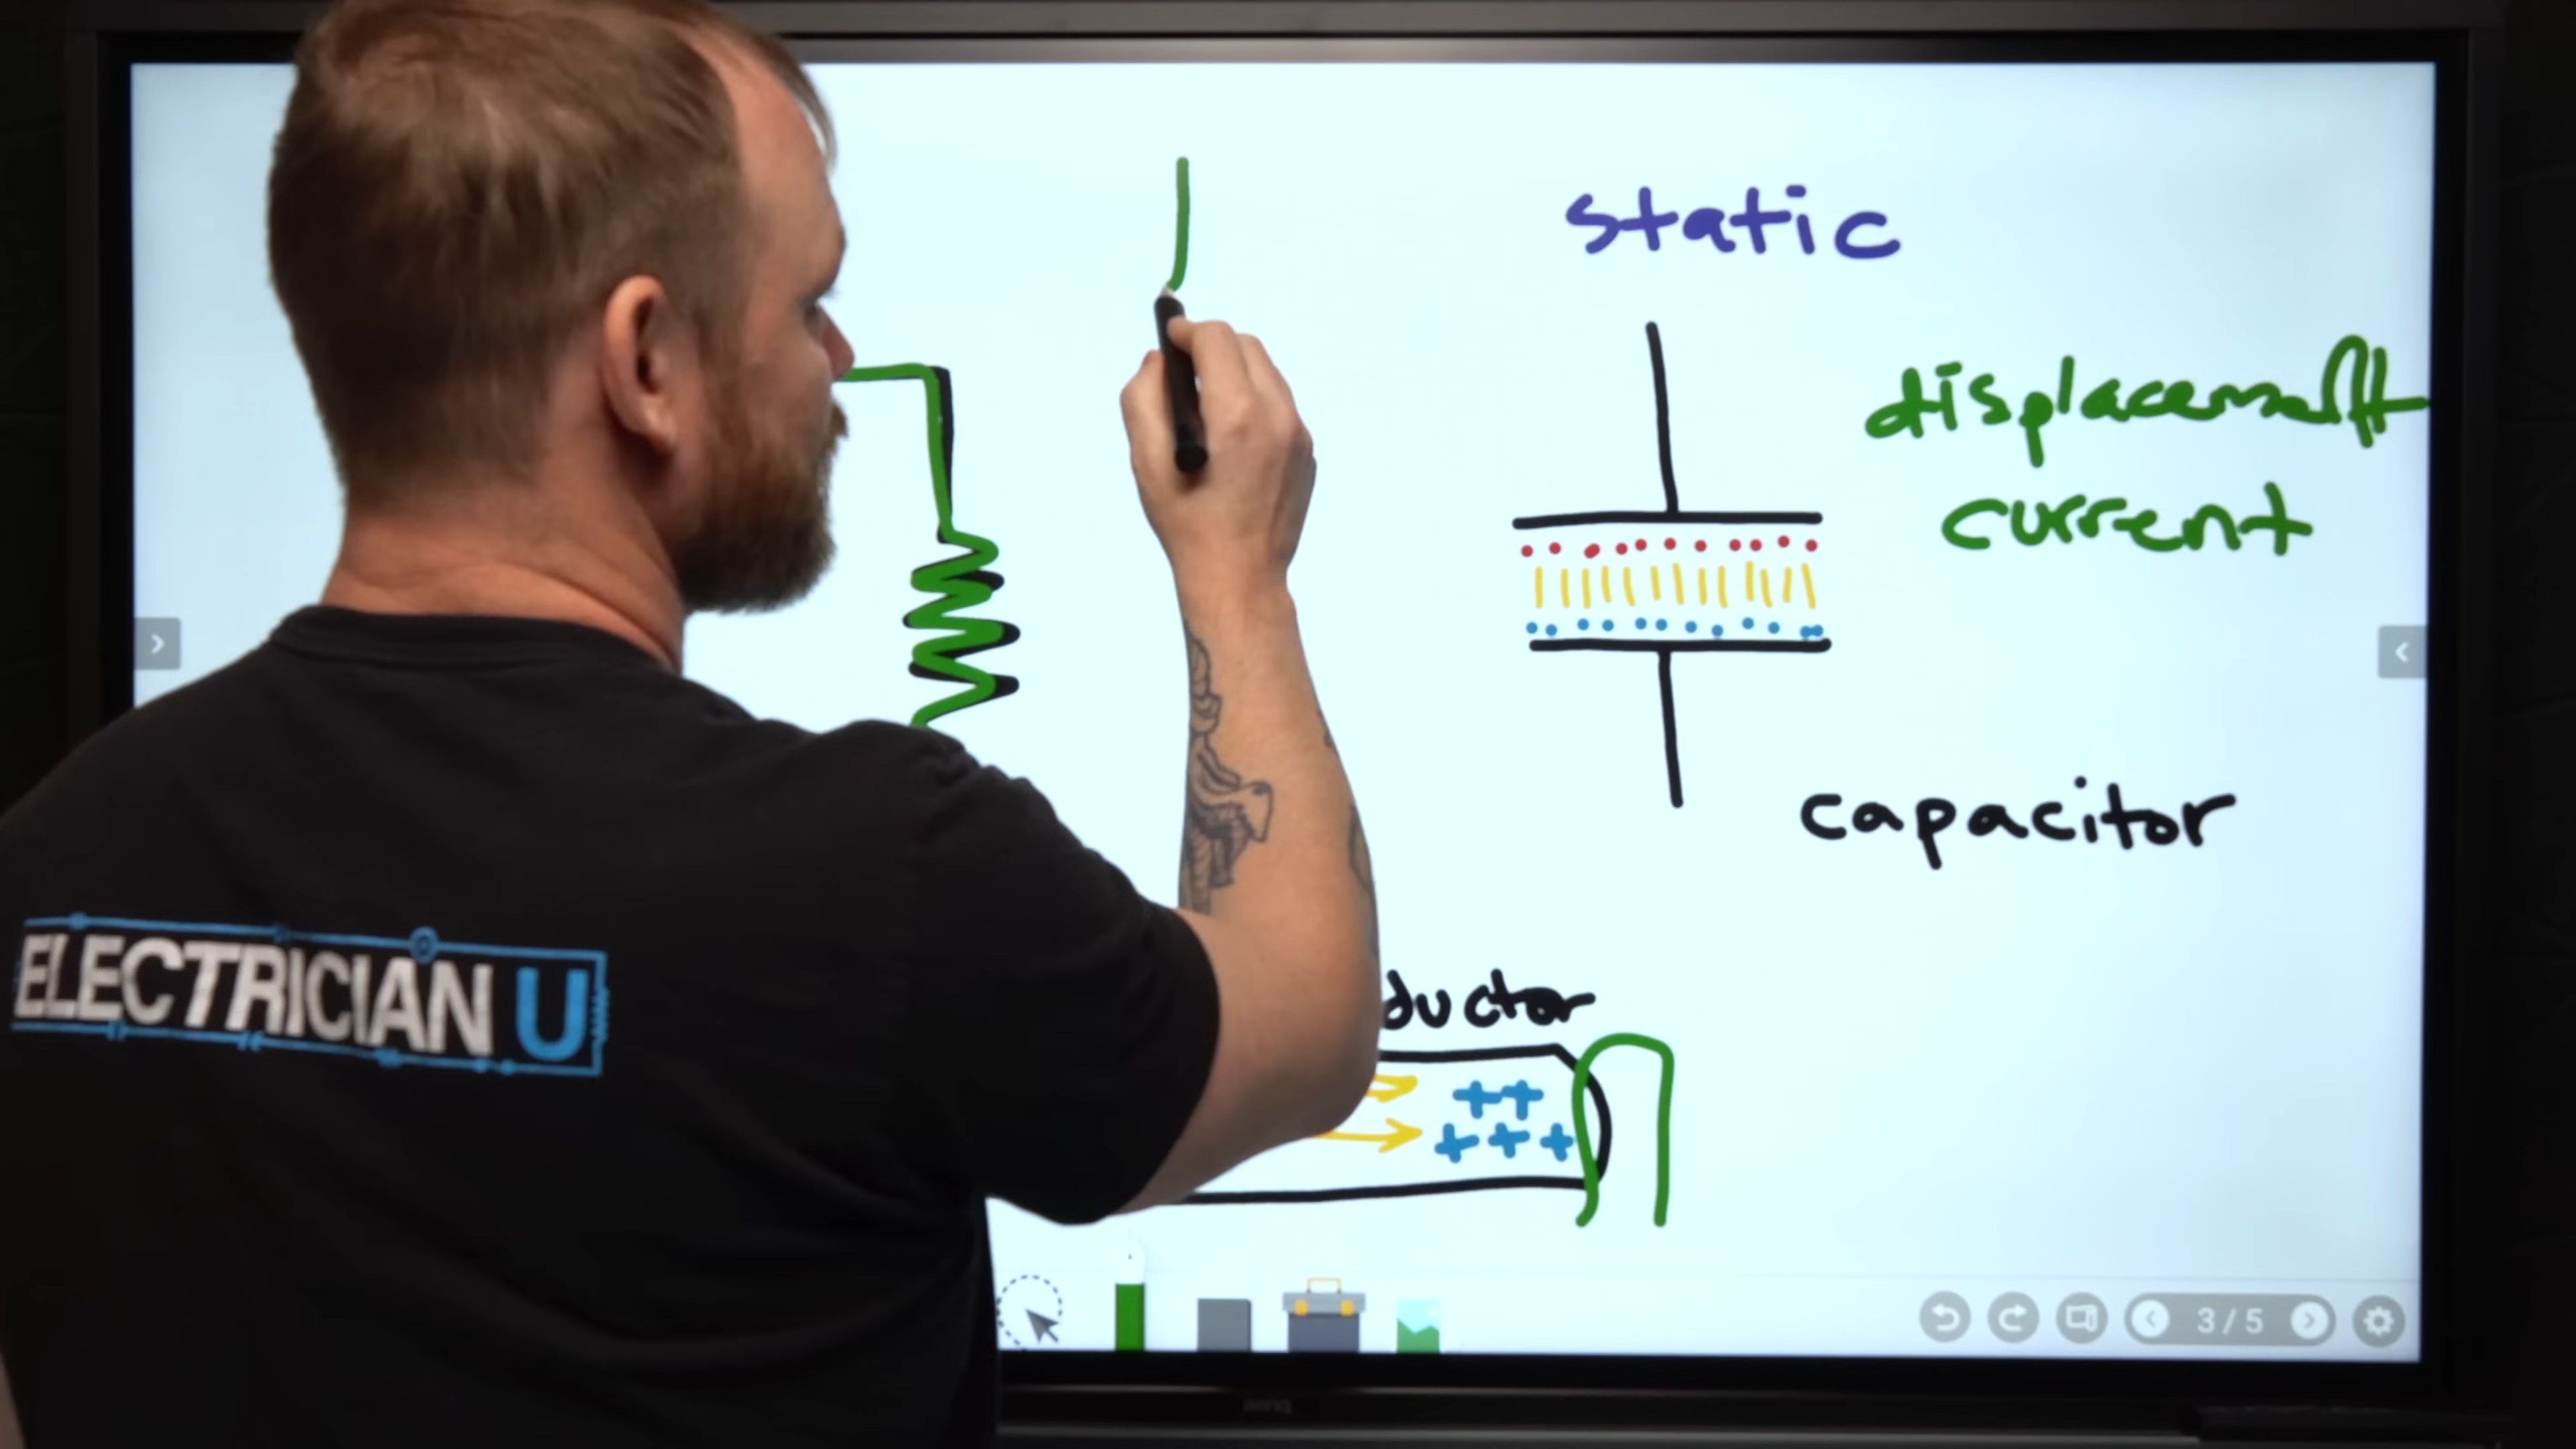 static
displacement
current
capacitor
ductor
++
+++
ELECTRICIAN U
3/5